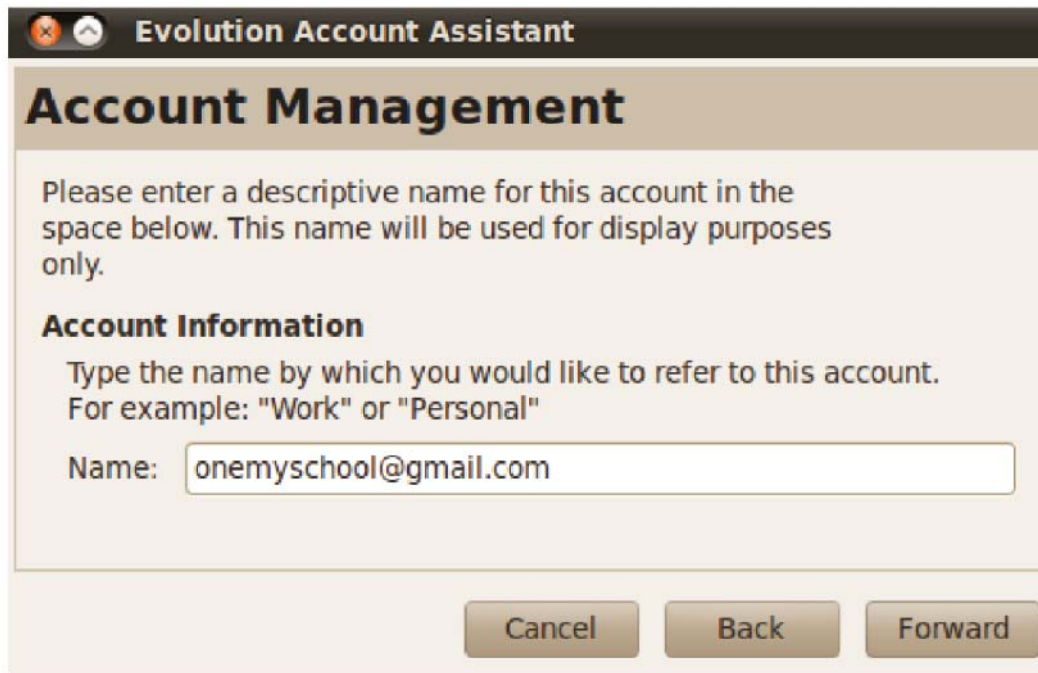 Evolution Account Assistant
Account Management
Please enter a descriptive name for this account in the
space below. This name will be used for display purposes
only.
Account Information
Type the name by which you would like to refer to this account.
For example: "Work" or "Personal"
Name: onemyschool@gmail.com
Cancel Back Forward